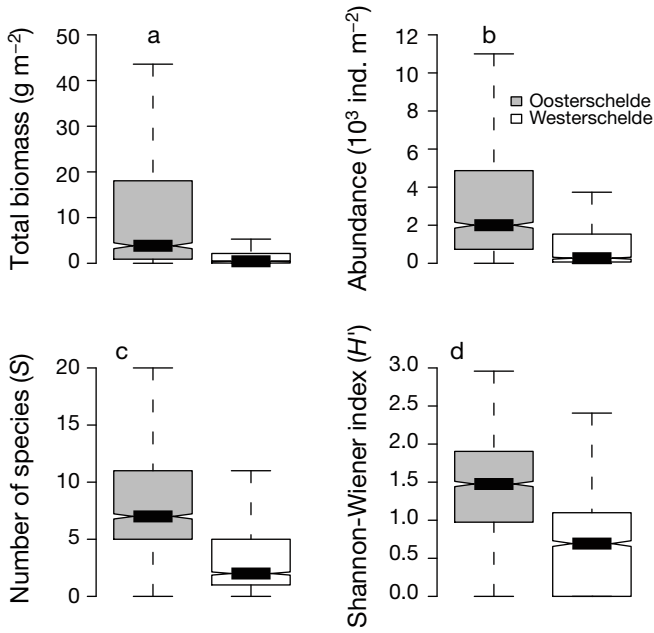 a
Total biomass (g m⁻²)
50
40
30
20
10
0
b
Abundance (10³ ind. m⁻²)
12
10
8
6
4
2
0
Oosterschelde
Westerschelde
c
Number of species (S)
20
15
10
5
0
d
Shannon-Wiener index (H')
3.0
2.5
2.0
1.5
1.0
0.5
0.0